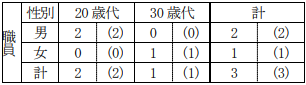 職員 性別 20歳代 30歳代 計
男 2 (2) 0 (0) 2 (2)
女 0 (0) 1 (1) 1 (1)
計 2 (2) 1 (1) 3 (3)